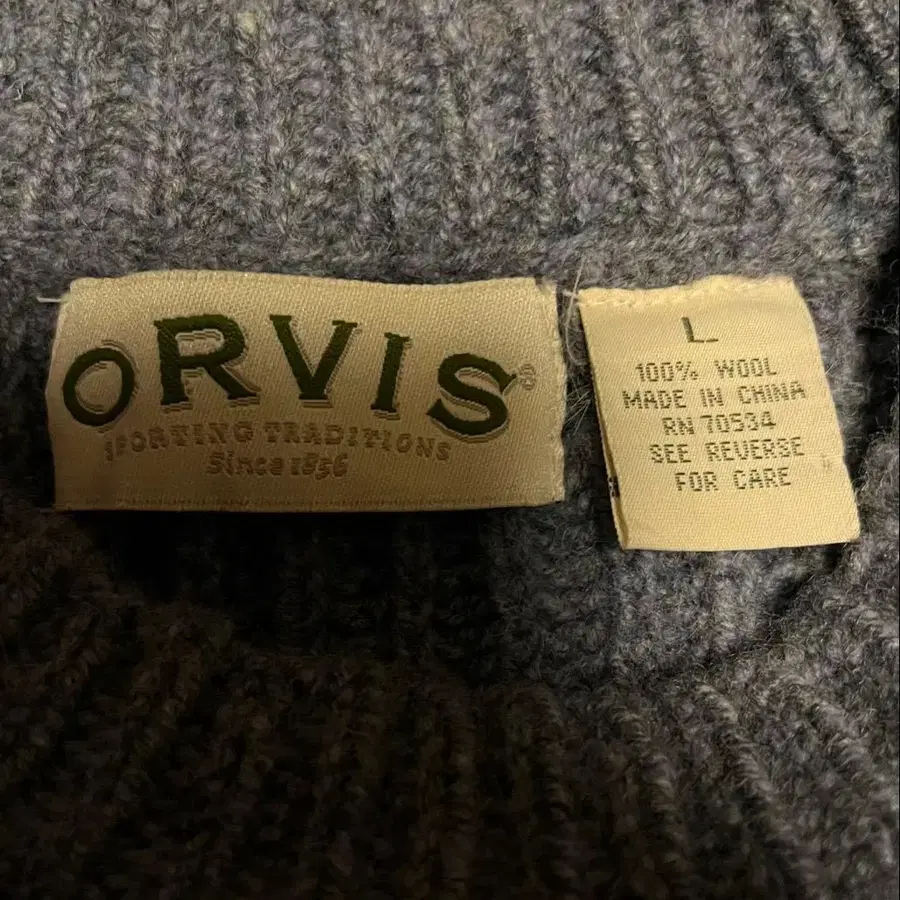 ORVIS®
SPORTING TRADITIONS
Since 1856
L
100% WOOL
MADE IN CHINA
RN 70534
SEE REVERSE
FOR CARE